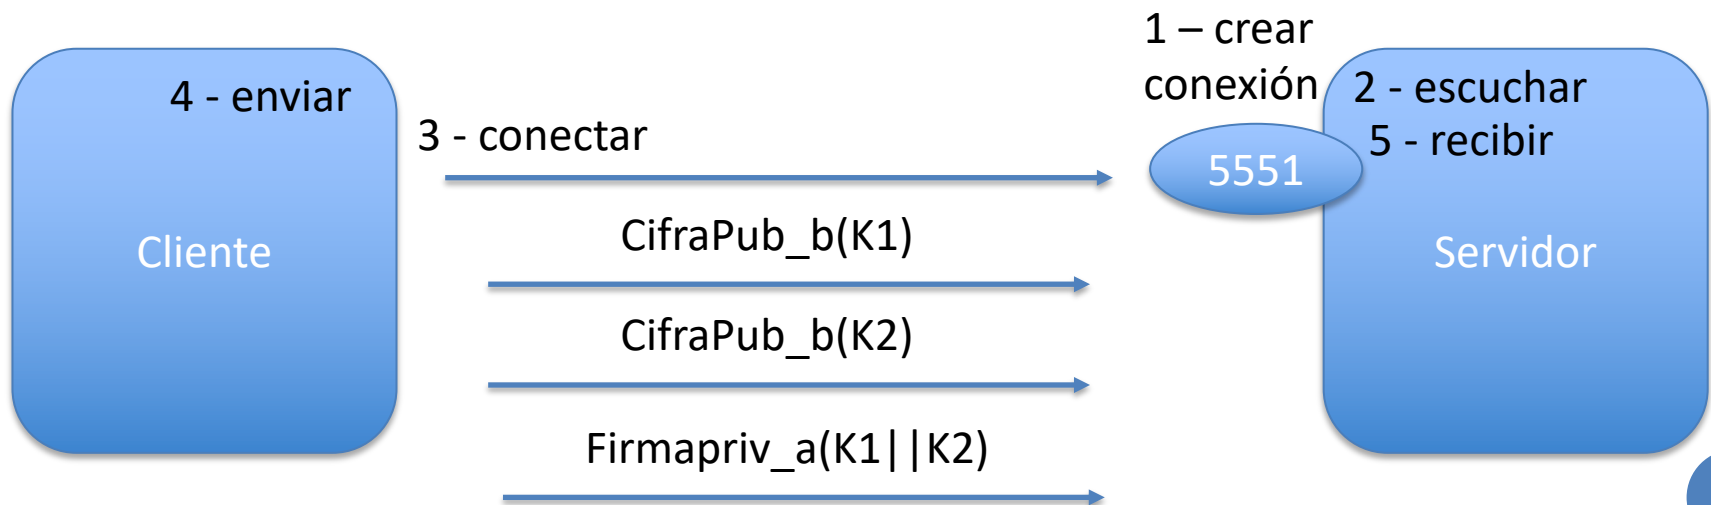 1 – crear
conexión
4 - enviar
2 - escuchar
3 - conectar
5 - recibir
5551
CifraPub_b(K1)
Cliente
Servidor
CifraPub_b(K2)
Firmapriv_a(K1||K2)